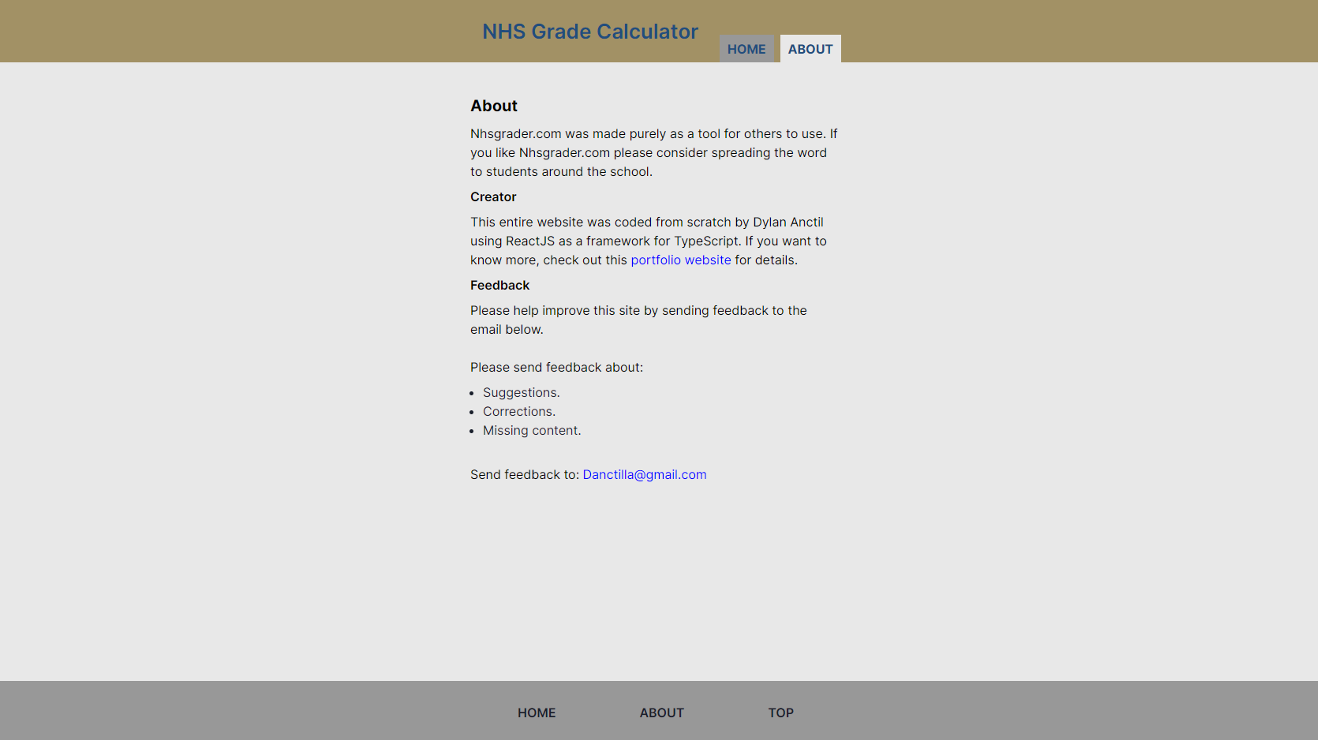 NHS Grade Calculator
HOME
ABOUT
About
Nhsgrader.com was made purely as a tool for others to use. If
you like Nhsgrader.com please consider spreading the word
to students around the school.
Creator
This entire website was coded from scratch by Dylan Anctil
using ReactJS as a framework for TypeScript. If you want to
know more, check out this portfolio website for details.
Feedback
Please help improve this site by sending feedback to the
email below.
Please send feedback about:
• Suggestions.
• Corrections.
• Missing content.
Send feedback to: Danctilla@gmail.com
HOME ABOUT TOP